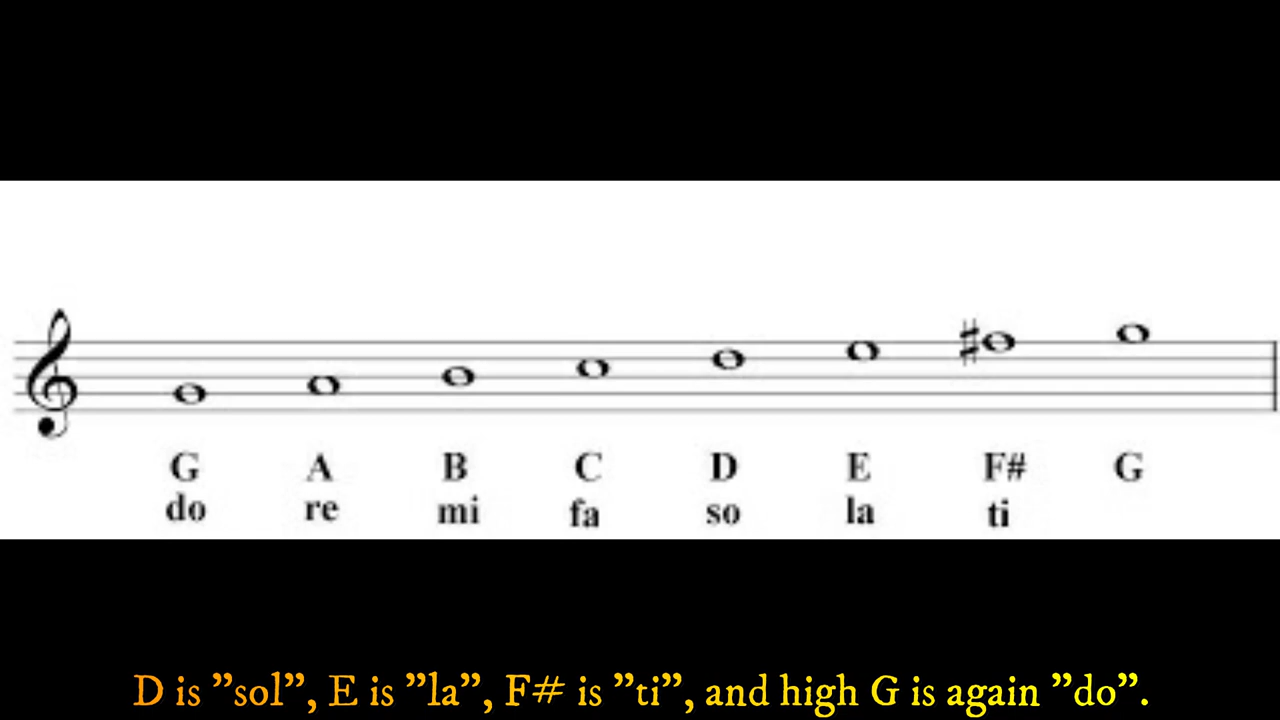 G A B C D E F# G
do re mi fa so la ti
D is ”sol”, E is ”la”, F# is ”ti”, and high G is again ”do”.